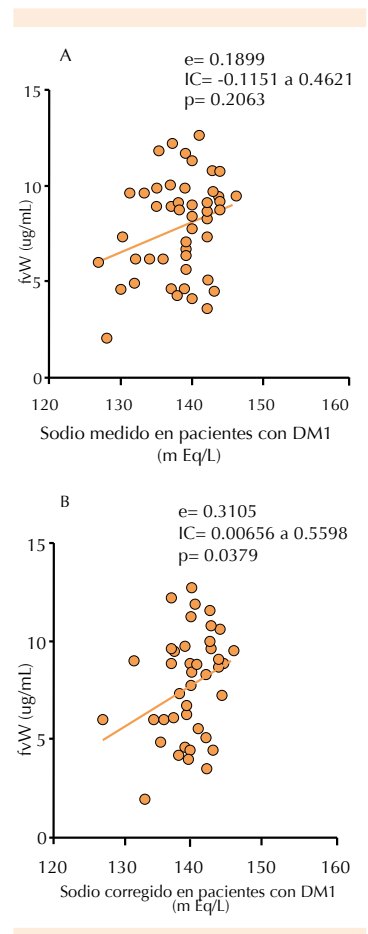 A
e= 0.1899
IC= -0.1151 a 0.4621
p= 0.2063
15
10
5
0
fvW (ug/mL)
120 130 140 150 160
Sodio medido en pacientes con DM1
(m Eq/L)
B
e= 0.3105
IC= 0.00656 a 0.5598
p= 0.0379
15
10
5
0
fvW (ug/mL)
120 130 140 150 160
Sodio corregido en pacientes con DM1
(m Eq/L)